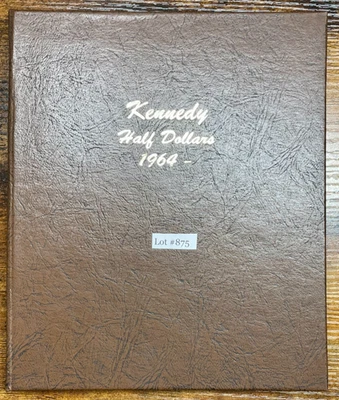 Kennedy
Half Dollars
1964 -
Lot #875